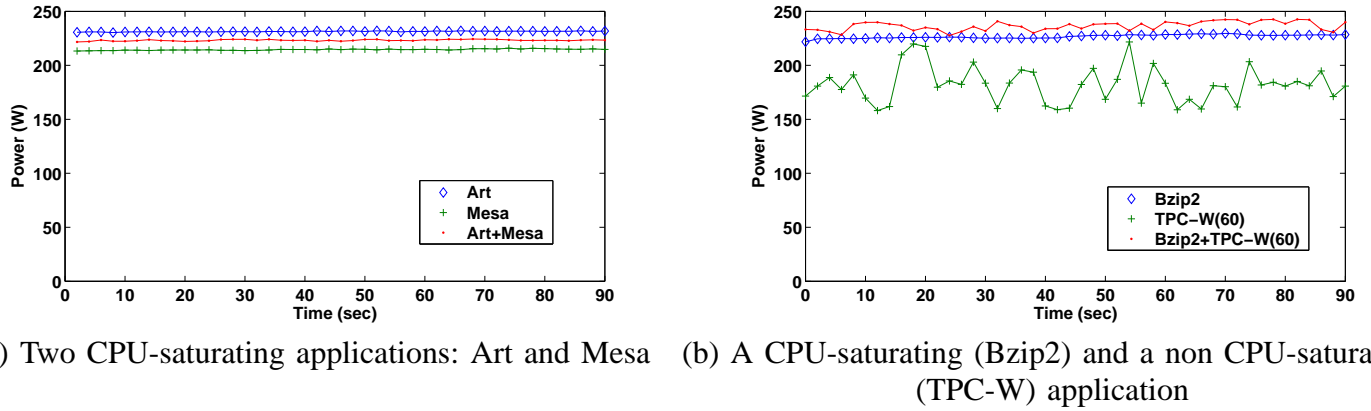 250
200
150
100
50
0
Power (W)
0 10 20 30 40 50 60 70 80 90
Time (sec)
Art
Mesa
Art+Mesa
250
200
150
100
50
0
Power (W)
0 10 20 30 40 50 60 70 80 90
Time (sec)
Bzip2
TPC−W(60)
Bzip2+TPC−W(60)
) Two CPU-saturating applications: Art and Mesa
(b) A CPU-saturating (Bzip2) and a non CPU-satura
(TPC-W) application